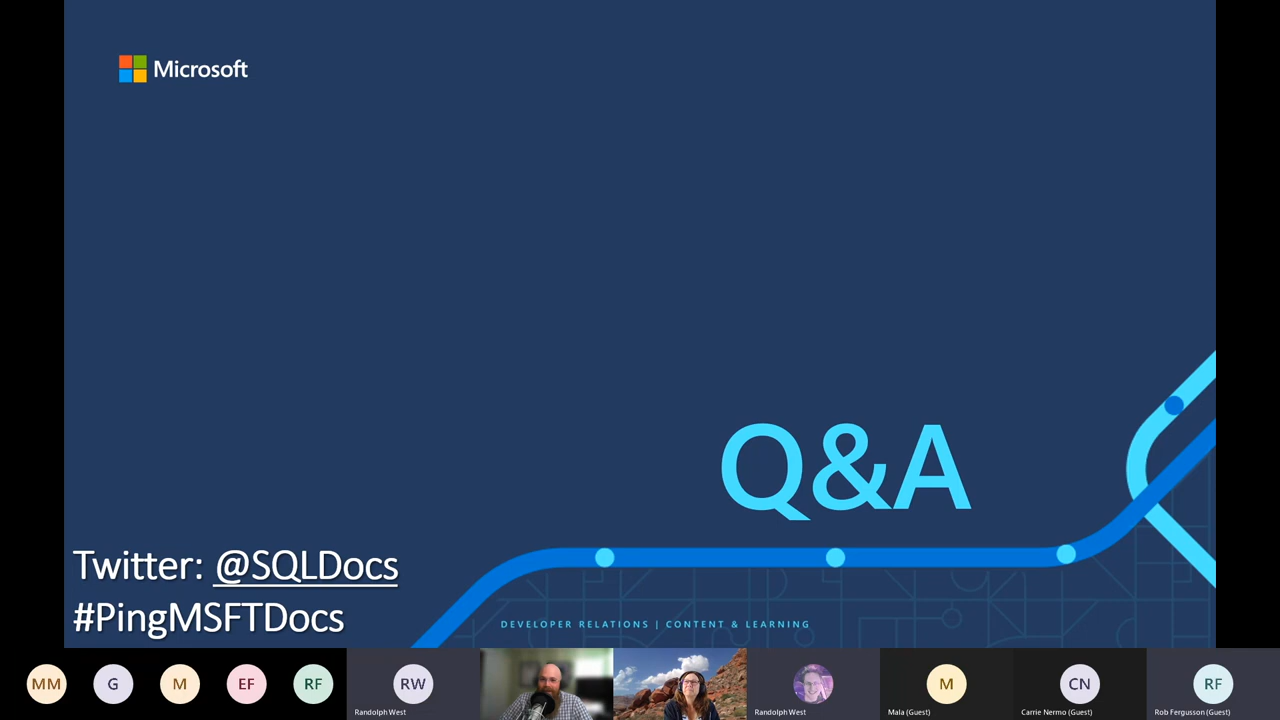 Microsoft
Q&A
Twitter: @SQLDocs
#PingMSFTDocs
DEVELOPER RELATIONS | CONTENT & LEARNING
MM
G
M
EF
RF
RW
Randolph West
Randolph West
M
Mala (Guest)
CN
Carrie Nermo (Guest)
RF
Rob Fergusson (Guest)